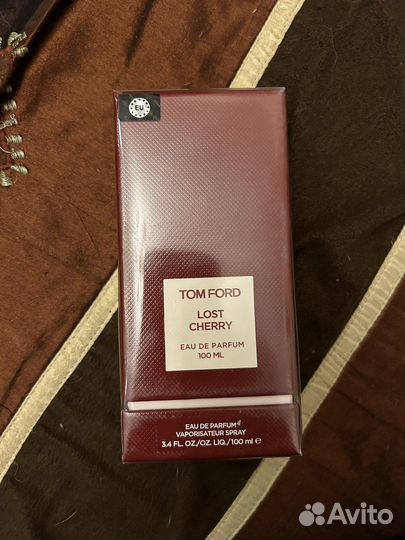 EU
TOM FORD
LOST
CHERRY
EAU DE PARFUM
100 ML
EAU DE PARFUM
VAPORISATEUR SPRAY
3.4 FL. OZ./OZ. LIQ./100 ml ℮
Avito